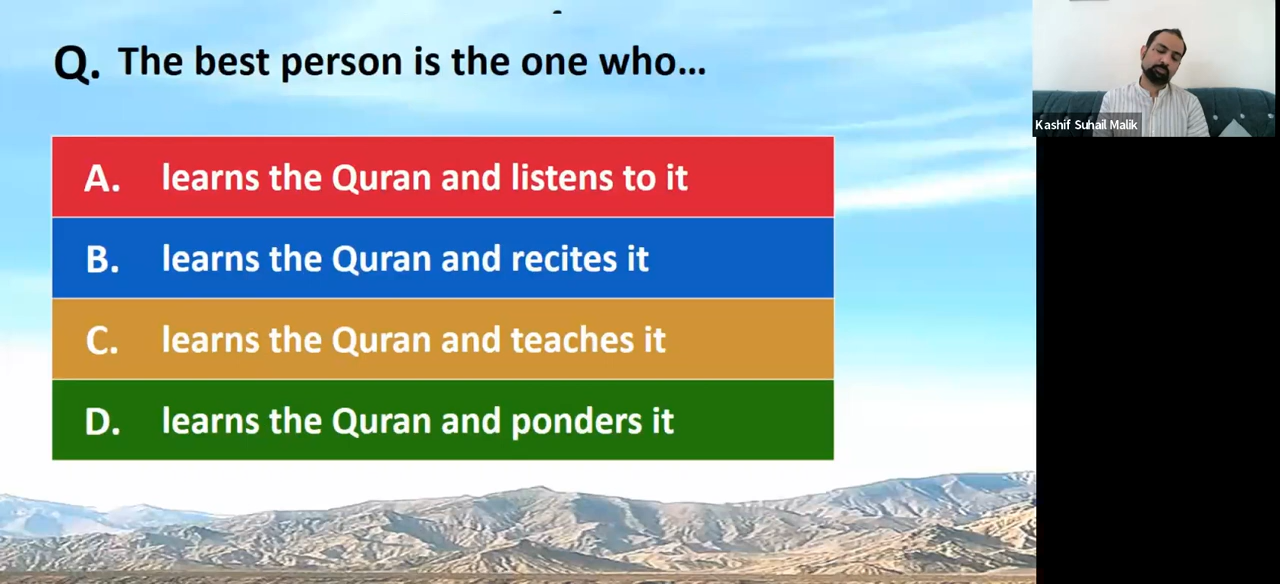 Q. The best person is the one who...
A. learns the Quran and listens to it
B. learns the Quran and recites it
C. learns the Quran and teaches it
D. learns the Quran and ponders it
Kashif Suhail Malik